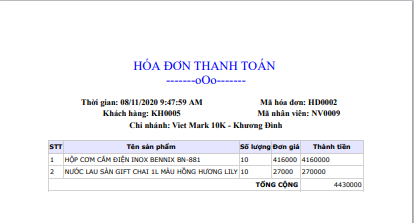 HÓA ĐƠN THANH TOÁN
-------oOo-------
Thời gian: 08/11/2020 9:47:59 AM Mã hóa đơn: HD0002
Khách hàng: KH0005 Mã nhân viên: NV0009
Chi nhánh: Viet Mark 10K - Khương Đình
STT Tên sản phẩm Số lượng Đơn giá Thành tiền
1 HỘP CƠM CẮM ĐIỆN INOX BENNIX BN-881 10 416000 4160000
2 NƯỚC LAU SÀN GIFT CHAI 1L MÀU HỒNG HƯƠNG LILY 10 27000 270000
TỔNG CỘNG 4430000